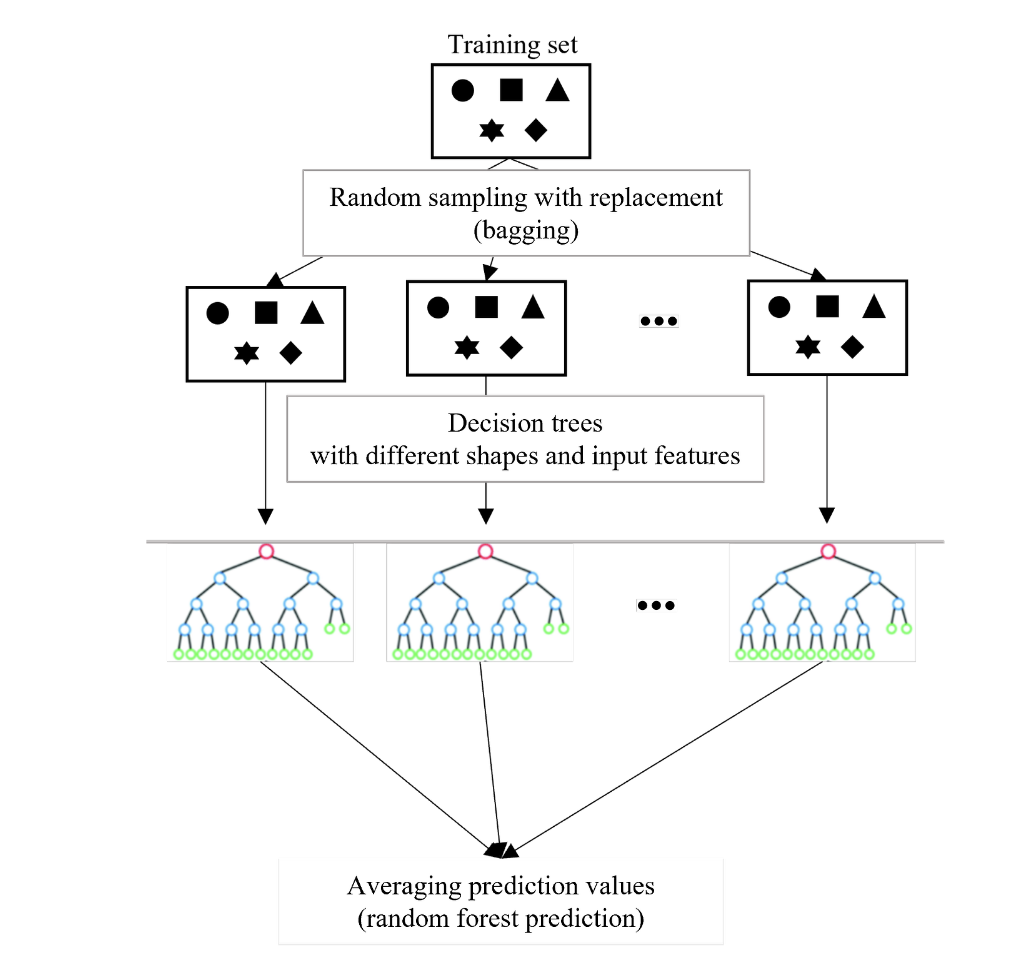 Training set
Random sampling with replacement
(bagging)
Decision trees
with different shapes and input features
Averaging prediction values
(random forest prediction)